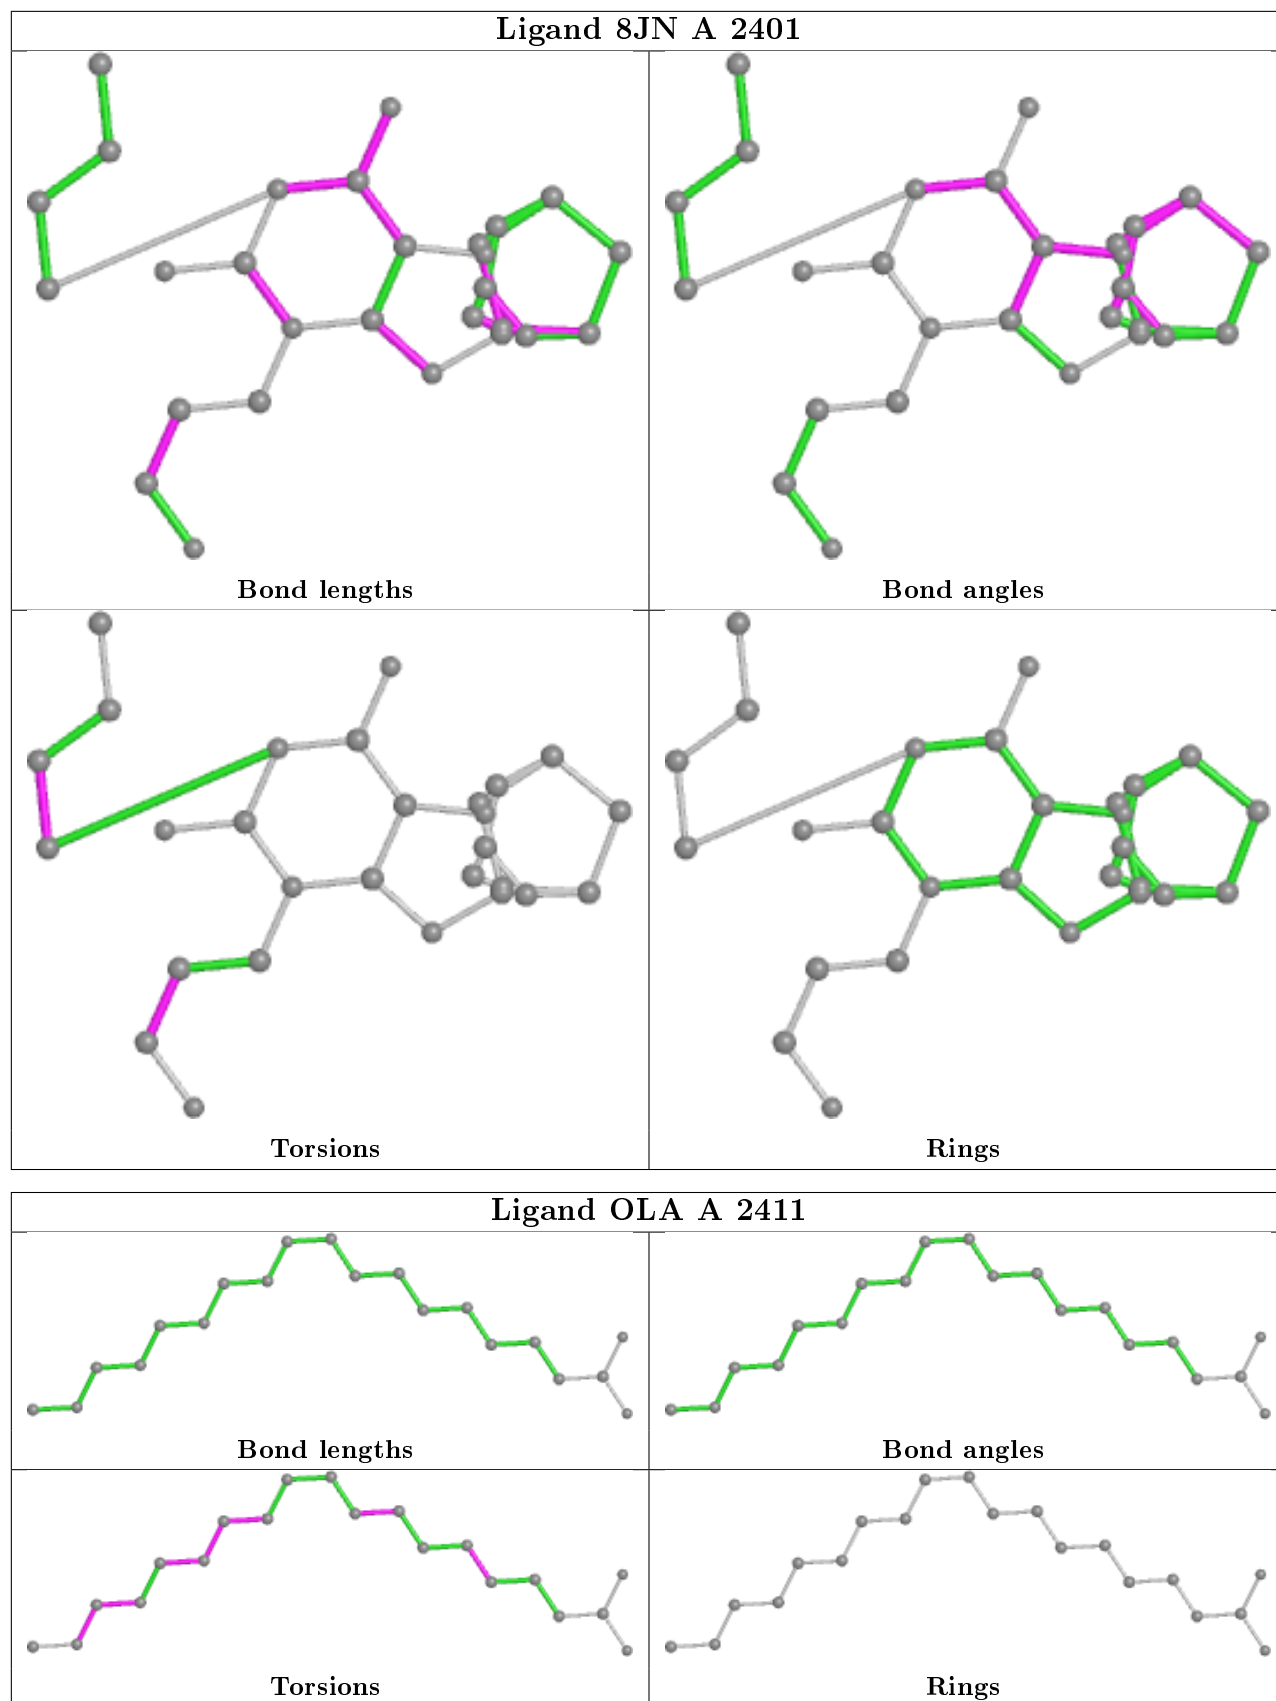 Ligand 8JN A 2401
Bond lengths
Bond angles
Torsions
Rings
Ligand OLA A 2411
Bond lengths
Bond angles
Torsions
Rings